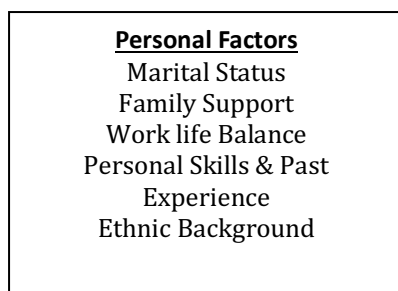 Personal Factors
Marital Status
Family Support
Work life Balance
Personal Skills & Past
Experience
Ethnic Background